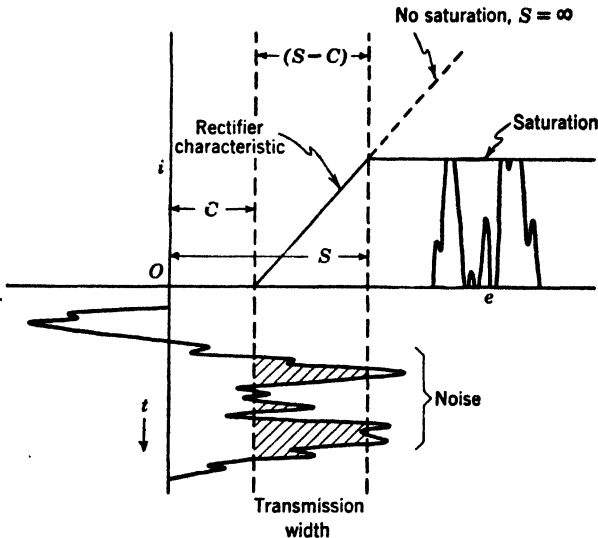 No saturation, S = ∞
(S−C)
Rectifier
characteristic
Saturation
i
C
S
O
e
t
Noise
Transmission
width